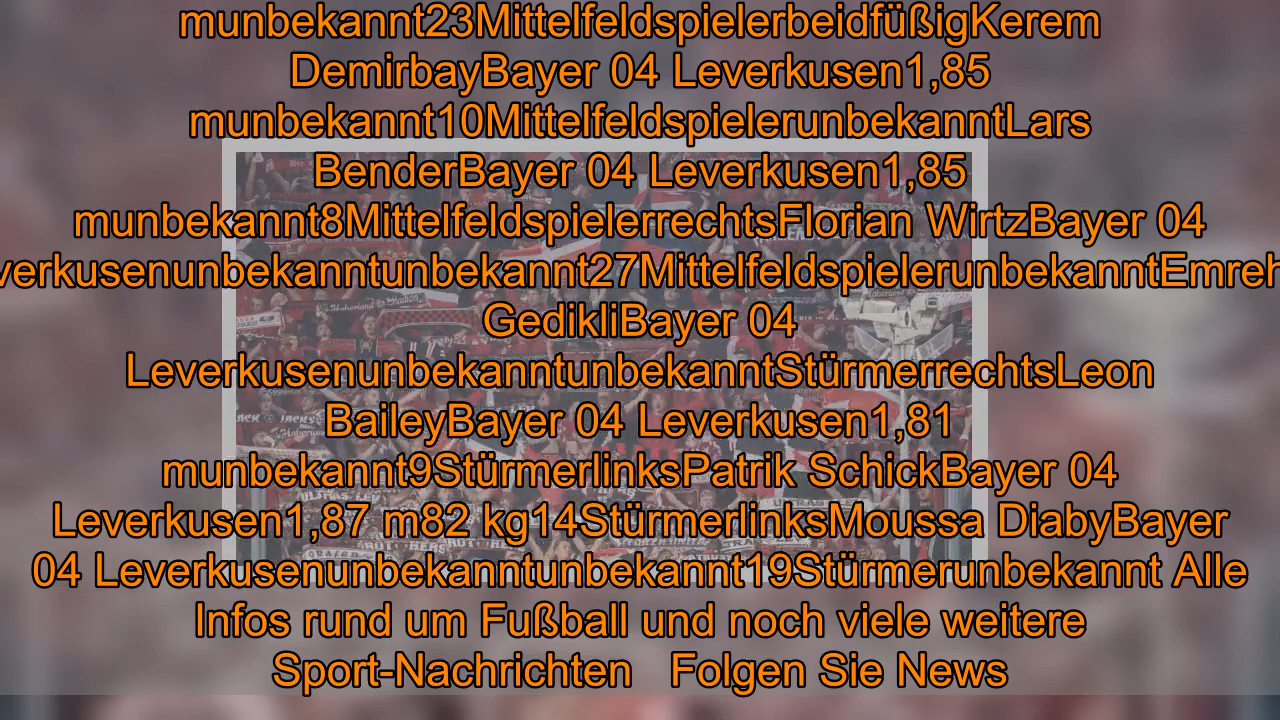 munbekannt23MittelfeldspielerbeidfüßigKerem
DemirbayBayer 04 Leverkusen1,85
munbekannt10MittelfeldspielerunbekanntLars
BenderBayer 04 Leverkusen1,85
munbekannt8MittelfeldspielerrechtsFlorian WirtzBayer 04
verkusenunbekanntunbekannt27MittelfeldspielerunbekanntEmreh
GedikliBayer 04
LeverkusenunbekanntunbekanntStürmerrechtsLeon
BaileyBayer 04 Leverkusen1,81
munbekannt9StürmerlinksPatrik SchickBayer 04
Leverkusen1,87 m82 kg14StürmerlinksMoussa DiabyBayer
04 Leverkusenunbekanntunbekannt19Stürmerunbekannt Alle
Infos rund um Fußball und noch viele weitere
Sport-Nachrichten   Folgen Sie News